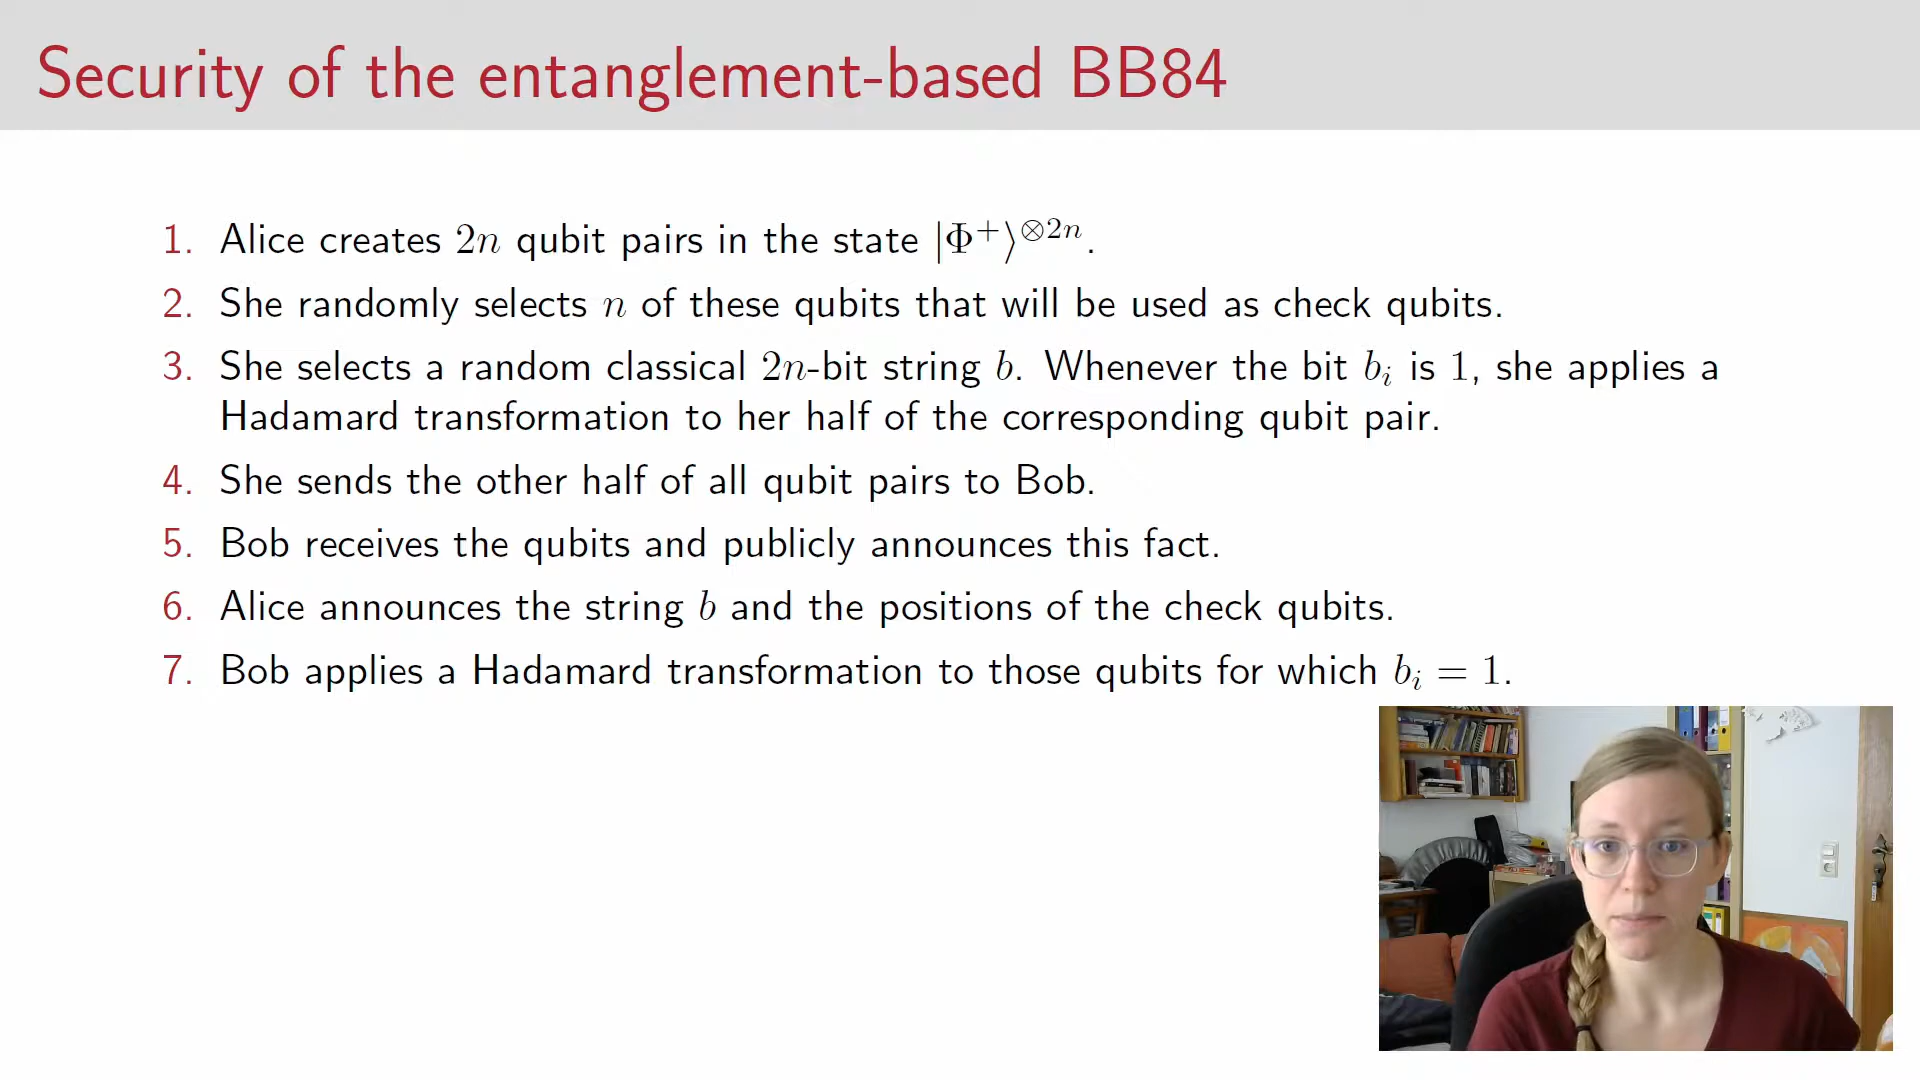 Security of the entanglement-based BB84
1. Alice creates 2n qubit pairs in the state |Φ⁺⟩^⊗2n.
2. She randomly selects n of these qubits that will be used as check qubits.
3. She selects a random classical 2n-bit string b. Whenever the bit bᵢ is 1, she applies a
Hadamard transformation to her half of the corresponding qubit pair.
4. She sends the other half of all qubit pairs to Bob.
5. Bob receives the qubits and publicly announces this fact.
6. Alice announces the string b and the positions of the check qubits.
7. Bob applies a Hadamard transformation to those qubits for which bᵢ = 1.